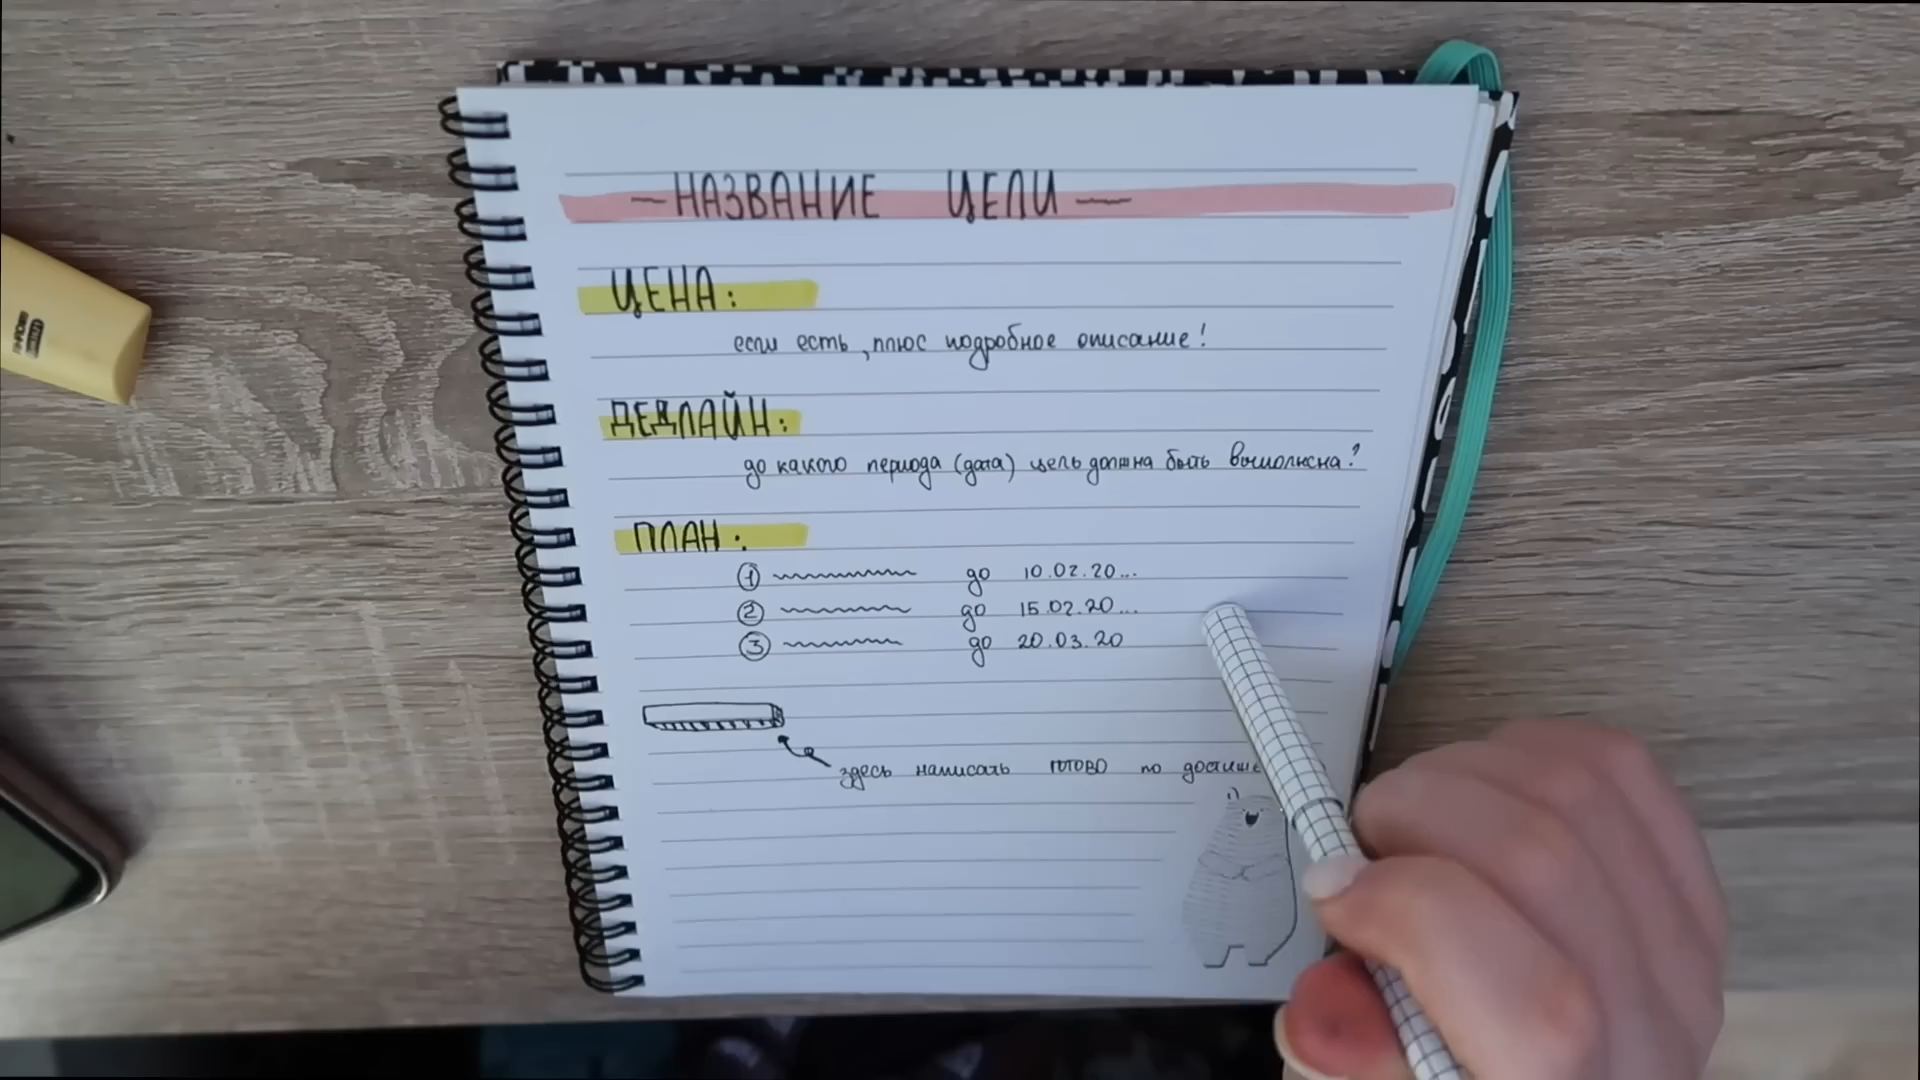 — НАЗВАНИЕ ЦЕЛИ —
ЦЕНА:
если есть, плюс подробное описание!
ДЕДЛАЙН:
до какого периода (дата) цель должна быть выполнена?
ПЛАН:
1 до 10.02.20...
2 до 15.02.20...
3 до 20.03.20
здесь написать ГОТОВО по достиже